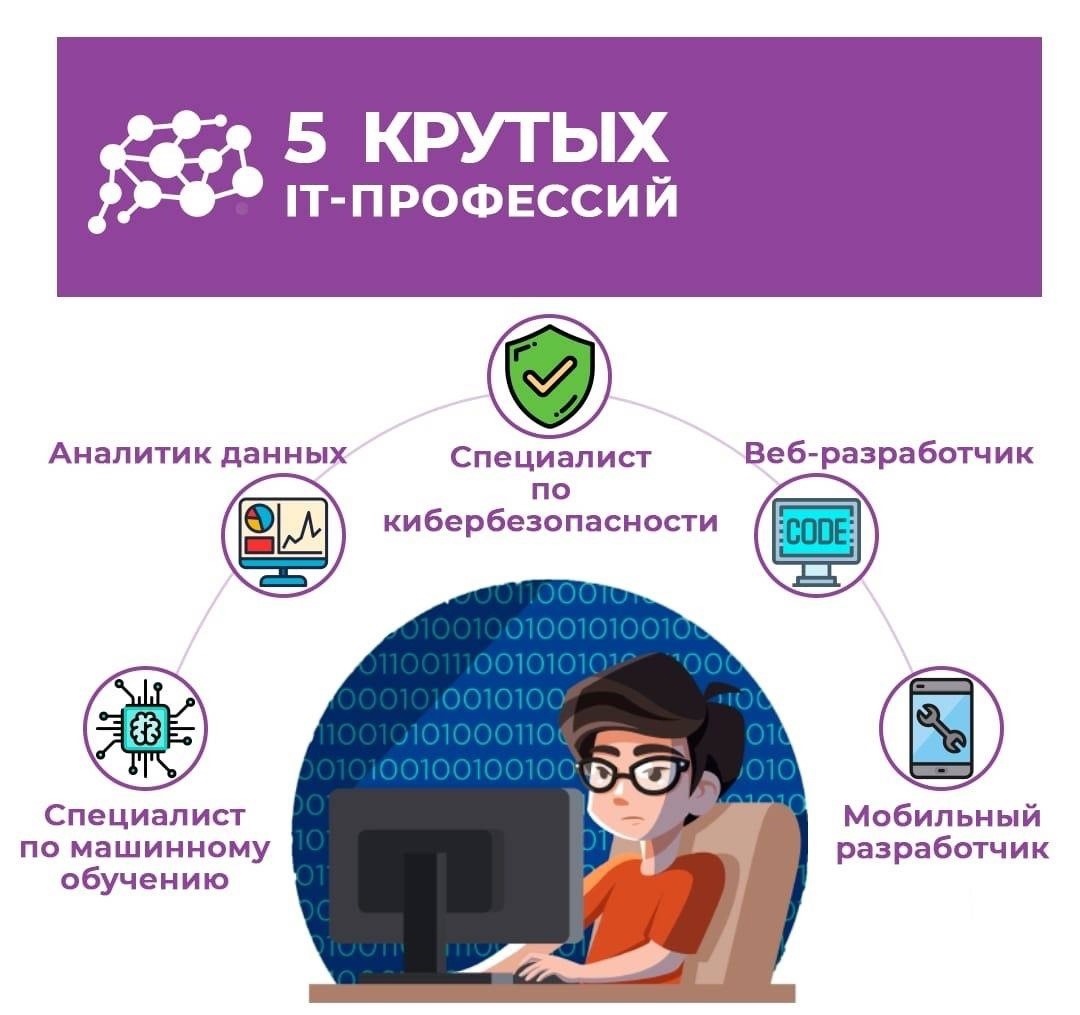 5 КРУТЫХ
IT-ПРОФЕССИЙ
Аналитик данных
Специалист
по
кибербезопасности
Веб-разработчик
CODE
Специалист
по машинному
обучению
Мобильный
разработчик